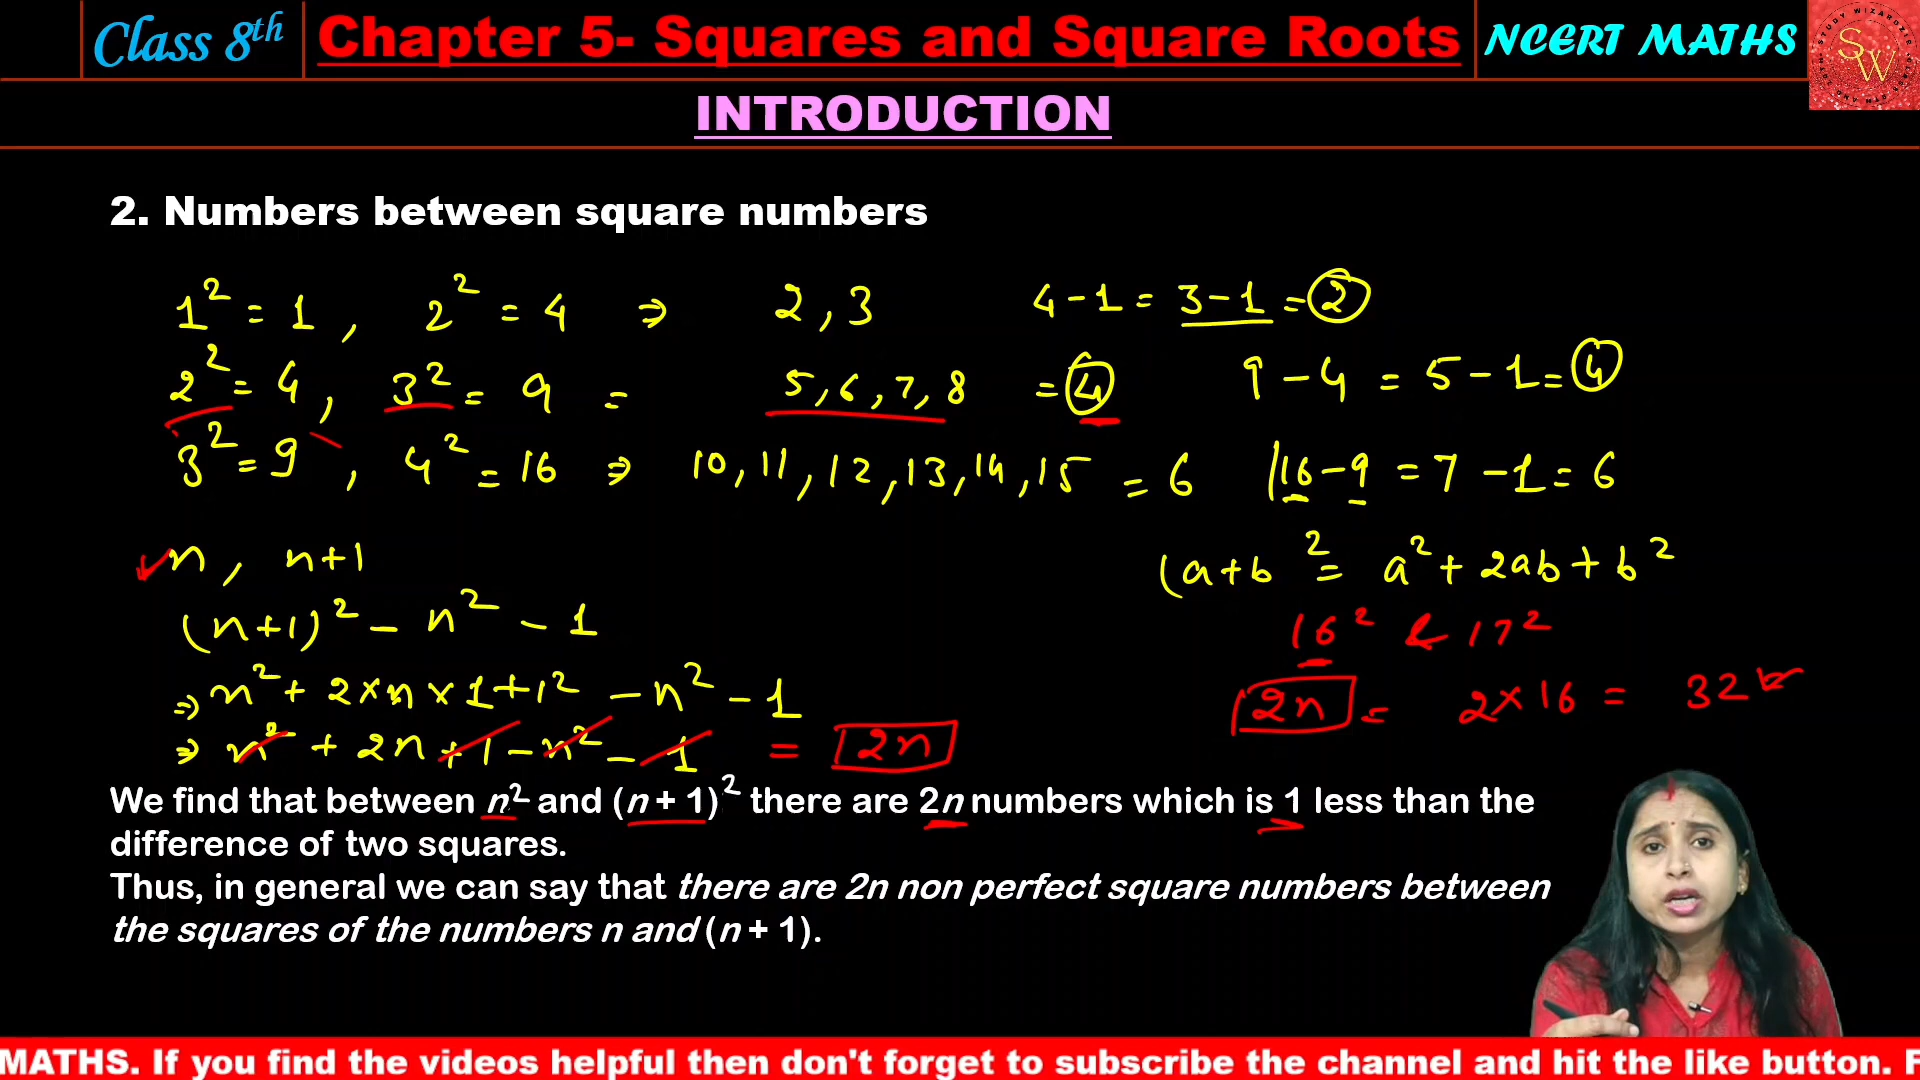 Class 8th
Chapter 5- Squares and Square Roots
NCERT MATHS
SW
INTRODUCTION
2. Numbers between square numbers
1² = 1 , 2² = 4 ⇒ 2 , 3 4 - 1 = 3 - 1 = 2
2² = 4 , 3² = 9 = 5 , 6 , 7 , 8 = 4 9 - 4 = 5 - 1 = 4
3² = 9 , 4² = 16 ⇒ 10 , 11 , 12 , 13 , 14 , 15 = 6 16 - 9 = 7 - 1 = 6
n , n+1
(a+b ² = a² + 2ab + b²
(n+1)² - n² - 1
16² & 17²
⇒ n² + 2×n×1+1² - n² - 1
2n = 2×16 = 32
⇒ n² + 2n + 1 - n² - 1 = 2n
We find that between n² and (n + 1)² there are 2n numbers which is 1 less than the
difference of two squares.
Thus, in general we can say that there are 2n non perfect square numbers between
the squares of the numbers n and (n + 1).
MATHS. If you find the videos helpful then don't forget to subscribe the channel and hit the like button. F